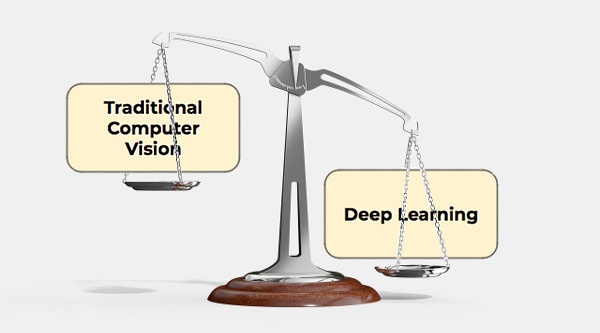 Traditional
Computer
Vision
Deep Learning